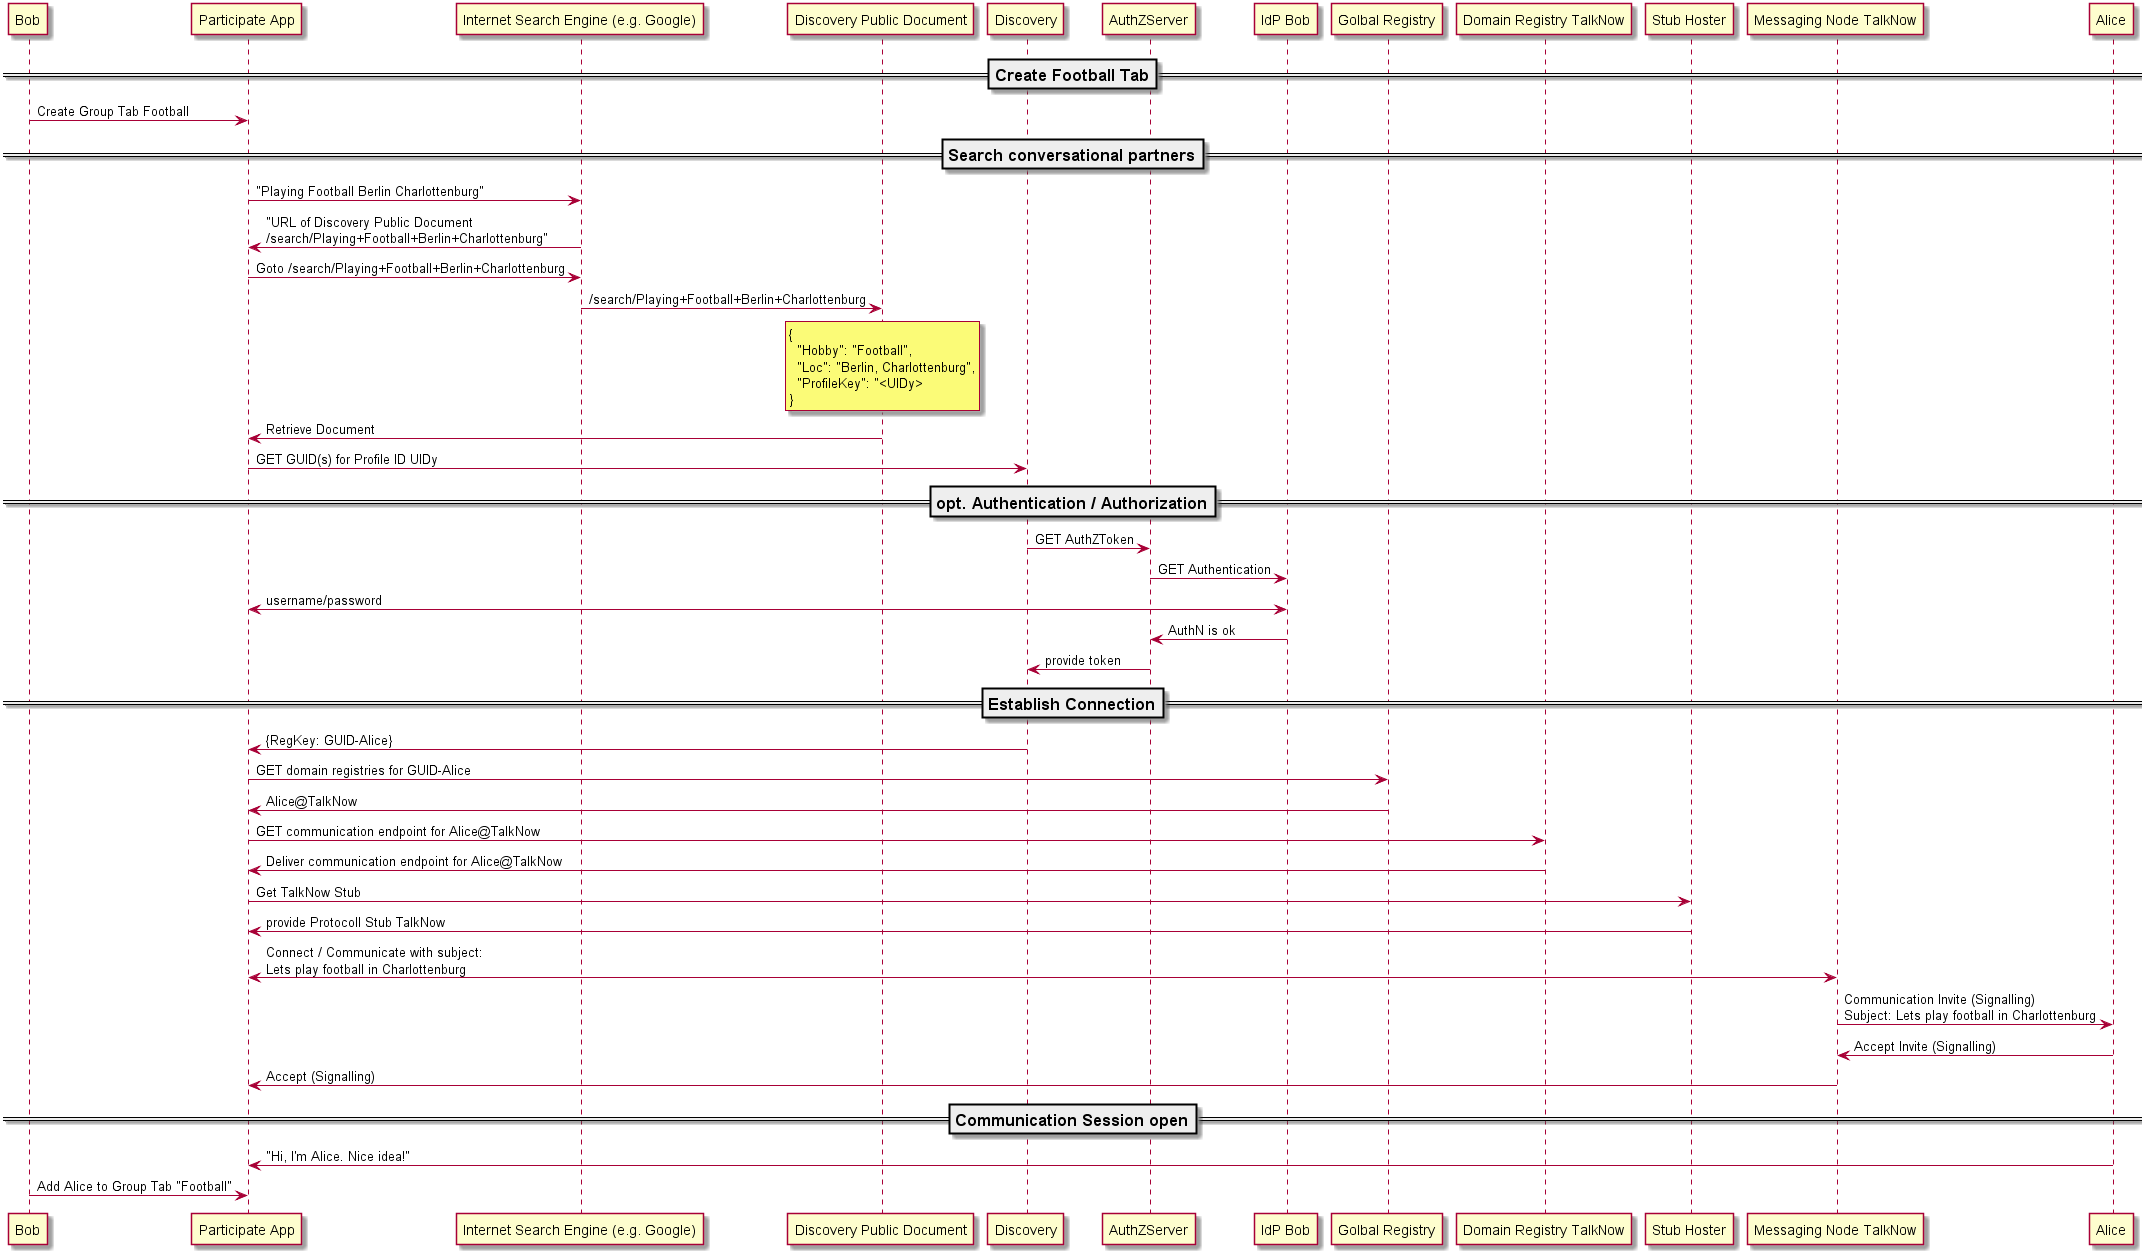 Bob
Participate App
Internet Search Engine (e.g. Google)
Discovery Public Document
Discovery
AuthZServer
IdP Bob
Golbal Registry
Domain Registry TalkNow
Stub Hoster
Messaging Node TalkNow
Alice
Create Football Tab
Create Group Tab Football
Search conversational partners
"Playing Football Berlin Charlottenburg"
"URL of Discovery Public Document
/search/Playing+Football+Berlin+Charlottenburg"
Goto /search/Playing+Football+Berlin+Charlottenburg
/search/Playing+Football+Berlin+Charlottenburg
{
"Hobby": "Football",
"Loc": "Berlin, Charlottenburg",
"ProfileKey": "<UIDy>
}
Retrieve Document
GET GUID(s) for Profile ID UIDy
opt. Authentication / Authorization
GET AuthZToken
GET Authentication
username/password
AuthN is ok
provide token
Establish Connection
{RegKey: GUID-Alice}
GET domain registries for GUID-Alice
Alice@TalkNow
GET communication endpoint for Alice@TalkNow
Deliver communication endpoint for Alice@TalkNow
Get TalkNow Stub
provide Protocoll Stub TalkNow
Connect / Communicate with subject:
Lets play football in Charlottenburg
Communication Invite (Signalling)
Subject: Lets play football in Charlottenburg
Accept Invite (Signalling)
Accept (Signalling)
Communication Session open
"Hi, I'm Alice. Nice idea!"
Add Alice to Group Tab "Football"
Bob
Participate App
Internet Search Engine (e.g. Google)
Discovery Public Document
Discovery
AuthZServer
IdP Bob
Golbal Registry
Domain Registry TalkNow
Stub Hoster
Messaging Node TalkNow
Alice